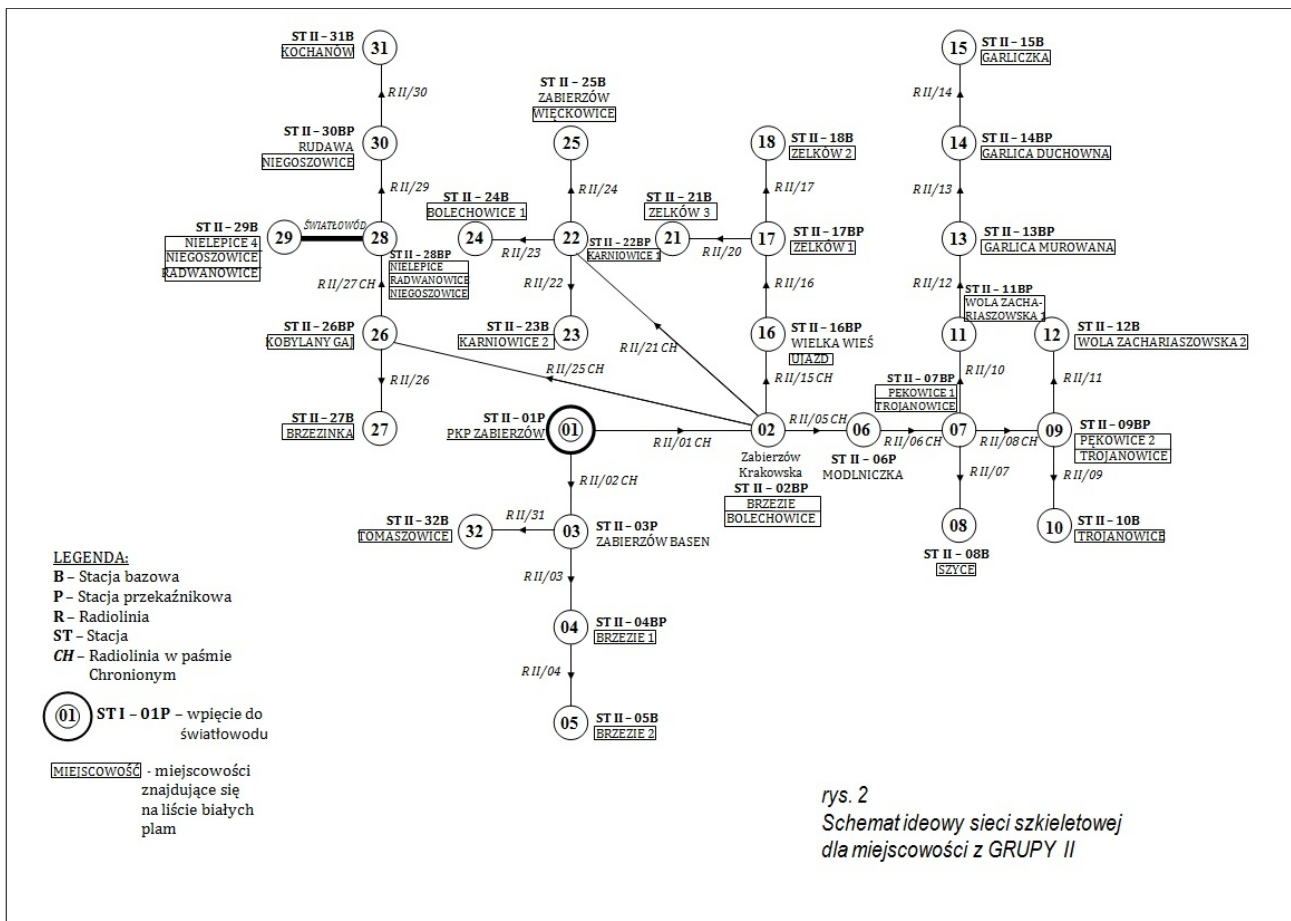 31
ST II – 31B
KOCHANÓW
R II/30
ST II – 30BP
RUDAWA
NIEGOSZOWICE
30
R II/29
ST II – 29B
NIELEPICE 4
NIEGOSZOWICE
RADWANOWICE
29
ŚWIATŁOWÓD
28
ST II – 28BP
NIELEPICE
RADWANOWICE
NIEGOSZOWICE
R II/27 CH
ST II – 26BP
KOBYLANY GAJ
26
R II/26
ST II – 27B
BRZEZINKA
27
R II/25 CH
ST II – 25B
ZABIERZÓW
WIĘCKOWICE
25
R II/24
ST II – 24B
BOLECHOWICE 1
24
R II/23
22
ST II – 22BP
KARNIOWICE 1
R II/22
ST II – 23B
KARNIOWICE 2
23
R II/21 CH
18
ST II – 18B
ZELKÓW 2
R II/17
ST II – 21B
ZELKÓW 3
21
R II/20
17
ST II – 17BP
ZELKÓW 1
R II/16
16
ST II – 16BP
WIELKA WIEŚ
UJAZD
R II/15 CH
15
ST II – 15B
GARLICZKA
R II/14
14
ST II – 14BP
GARLICA DUCHOWNA
R II/13
13
ST II – 13BP
GARLICA MUROWANA
R II/12
ST II – 11BP
WOLA ZACHA-
RIASZOWSKA 1
11
12
ST II – 12B
WOLA ZACHARIASZOWSKA 2
R II/10
R II/11
ST II – 07BP
PĘKOWICE 1
TROJANOWICE
ST II – 01P
PKP ZABIERZÓW
01
R II/01 CH
02
Zabierzów
Krakowska
ST II – 02BP
BRZEZIE
BOLECHOWICE
R II/05 CH
06
ST II – 06P
MODLNICZKA
R II/06 CH
07
R II/08 CH
09
ST II – 09BP
PĘKOWICE 2
TROJANOWICE
R II/07
R II/09
08
ST II – 08B
SZYCE
10
ST II – 10B
TROJANOWICE
R II/02 CH
ST II – 32B
TOMASZOWICE
32
R II/31
03
ST II – 03P
ZABIERZÓW BASEN
R II/03
04
ST II – 04BP
BRZEZIE 1
R II/04
05
ST II – 05B
BRZEZIE 2
LEGENDA:
B – Stacja bazowa
P – Stacja przekaźnikowa
R – Radiolinia
ST – Stacja
CH – Radiolinia w paśmie
Chronionym
01 ST I – 01P – wpięcie do
światłowodu
MIEJSCOWOŚĆ - miejscowości
znajdujące się
na liście białych
plam
rys. 2
Schemat ideowy sieci szkieletowej
dla miejscowości z GRUPY II